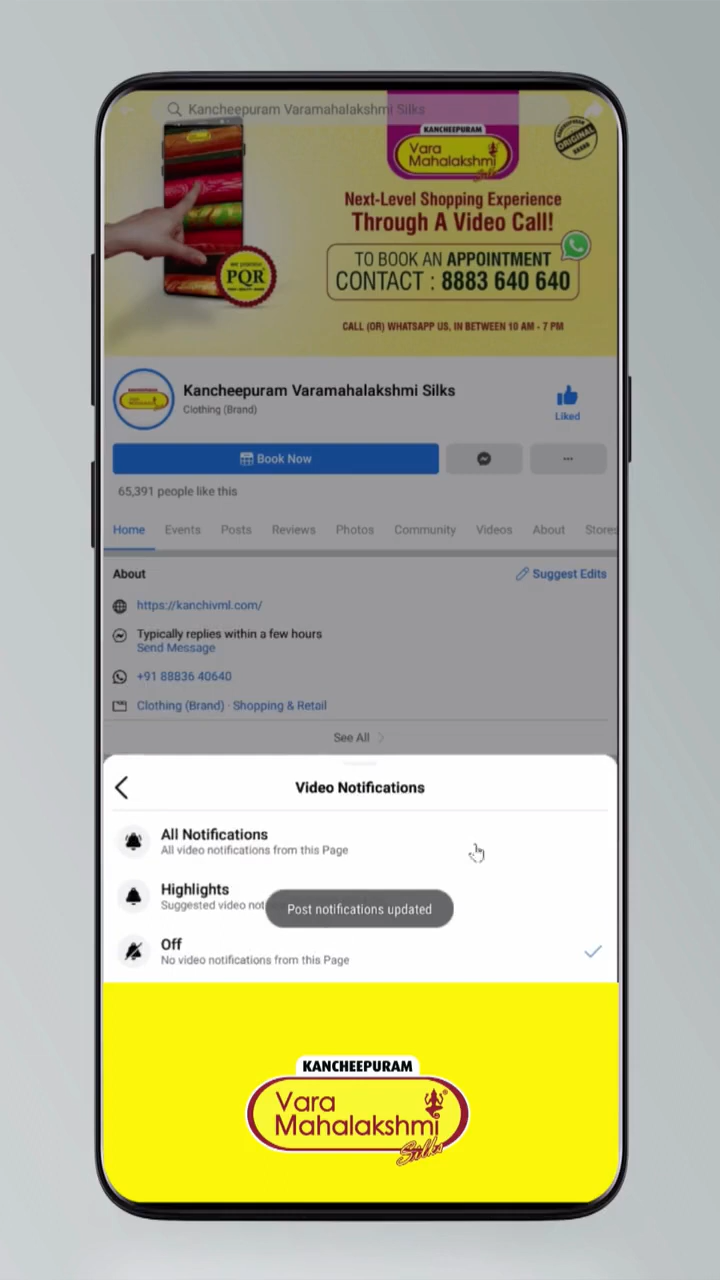 Kancheepuram Varamahalakshmi Silks
KANCHEEPURAM
Vara
Mahalakshmi
Silks
ORIGINAL
Next-Level Shopping Experience
Through A Video Call!
TO BOOK AN APPOINTMENT
CONTACT : 8883 640 640
CALL (OR) WHATSAPP US, IN BETWEEN 10 AM - 7 PM
PQR
Kancheepuram Varamahalakshmi Silks
Clothing (Brand)
Liked
Book Now
65,391 people like this
Home Events Posts Reviews Photos Community Videos About Stores
About
Suggest Edits
https://kanchivml.com/
Typically replies within a few hours
Send Message
+91 88836 40640
Clothing (Brand) · Shopping & Retail
See All
Video Notifications
All Notifications
All video notifications from this Page
Highlights
Suggested video not
Post notifications updated
Off
No video notifications from this Page
KANCHEEPURAM
Vara
Mahalakshmi
Silks